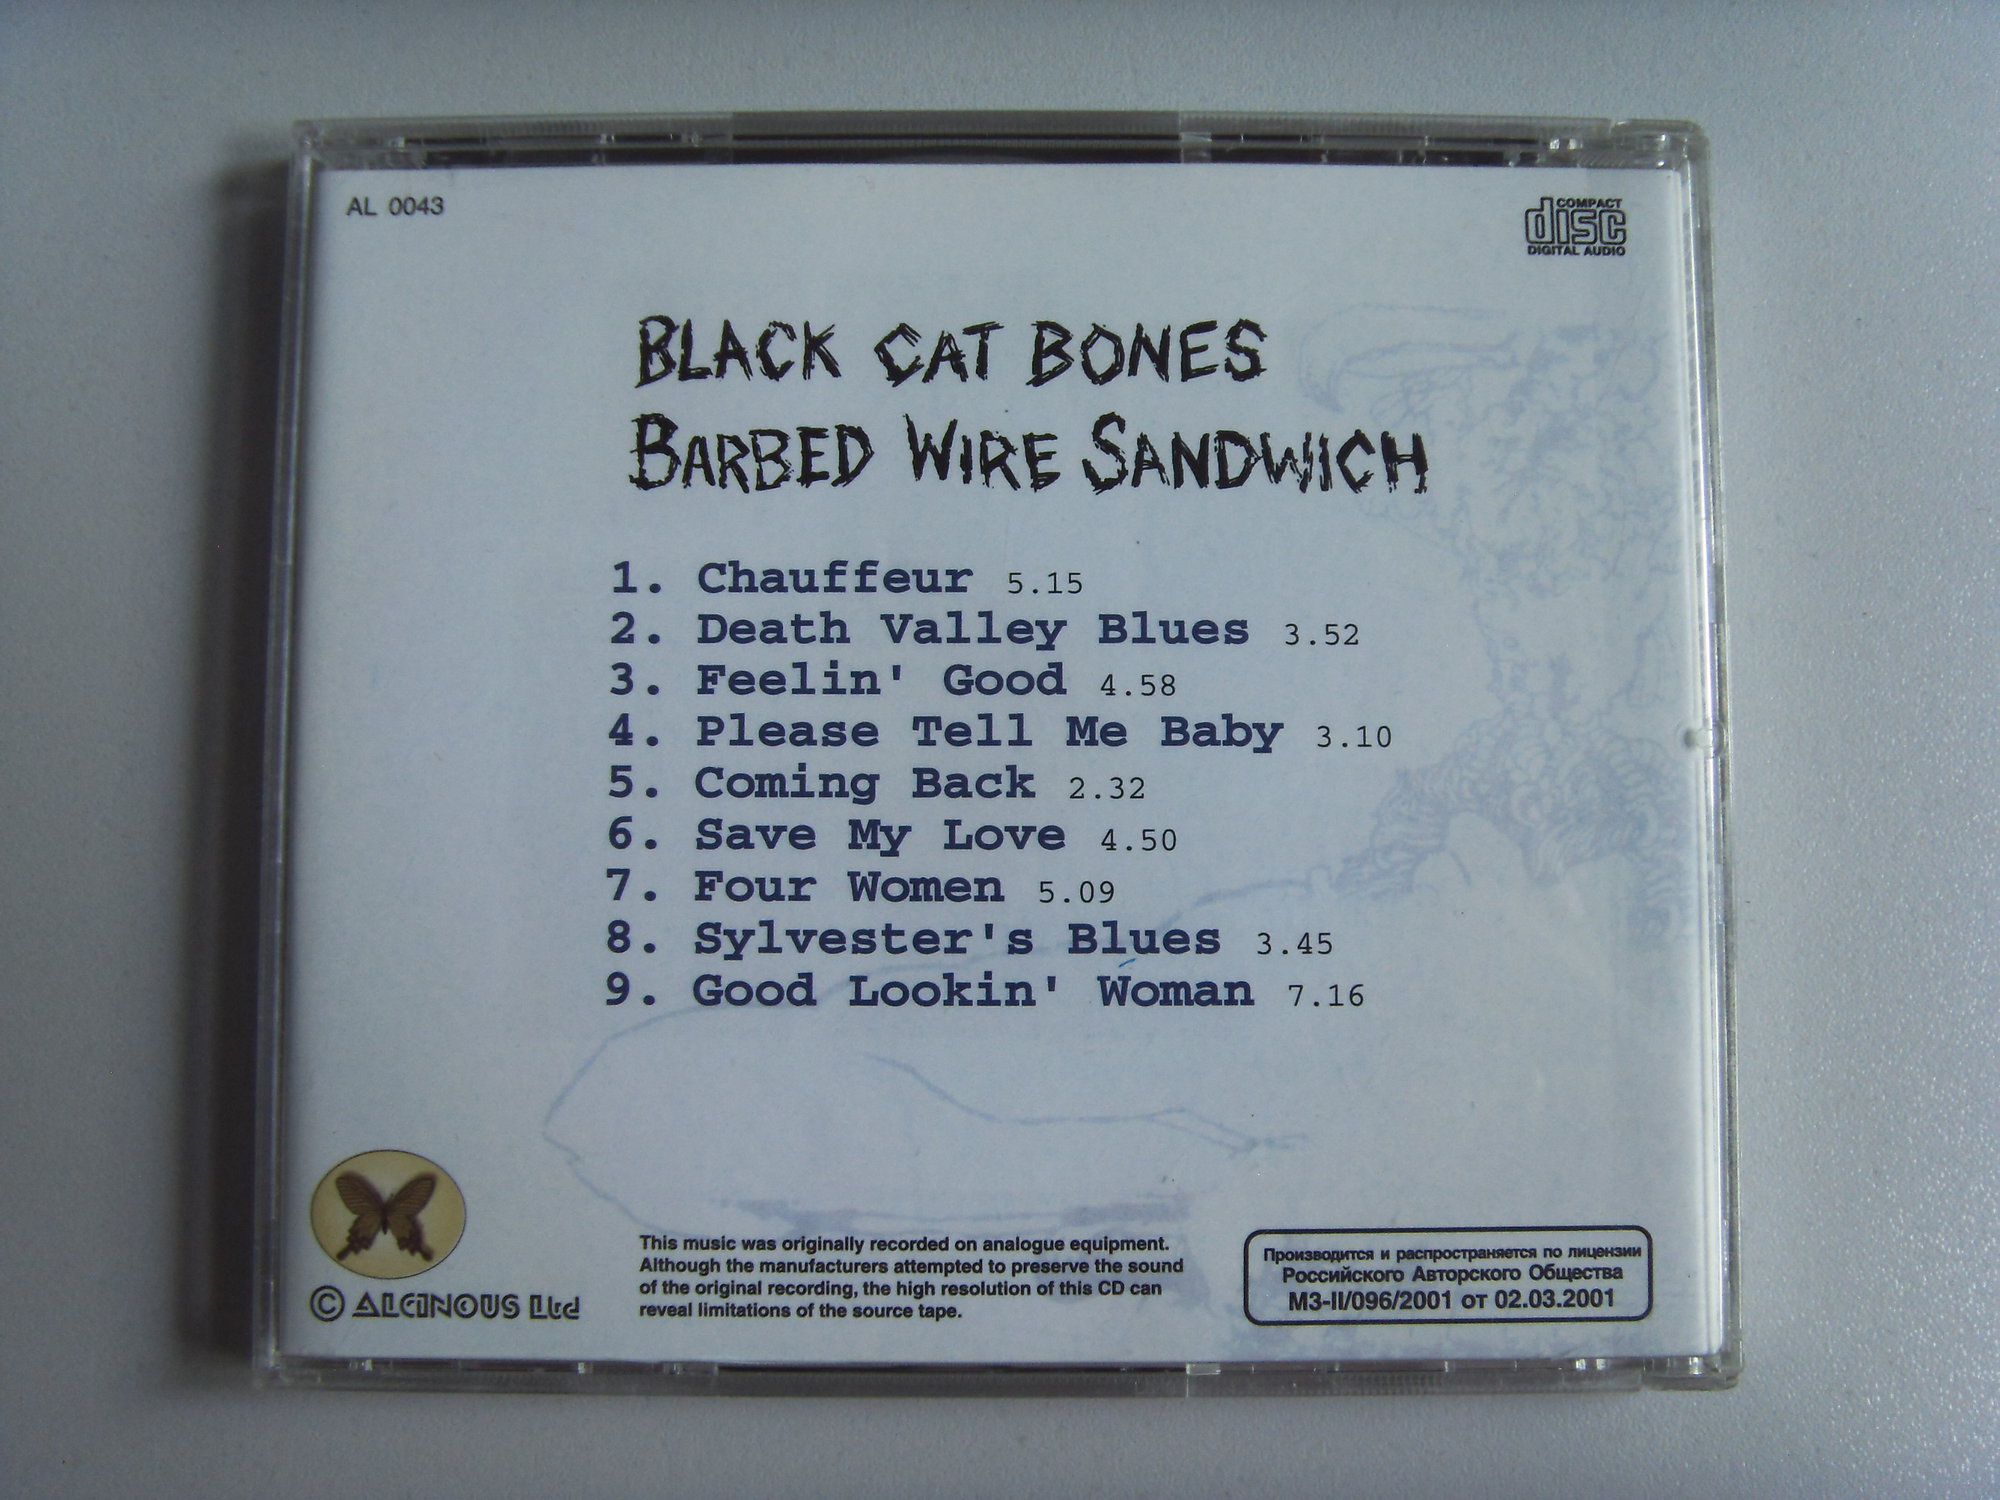 AL 0043
COMPACT
disc
DIGITAL AUDIO
BLACK CAT BONES
BARBED WIRE SANDWICH
1. Chauffeur 5.15
2. Death Valley Blues 3.52
3. Feelin' Good 4.58
4. Please Tell Me Baby 3.10
5. Coming Back 2.32
6. Save My Love 4.50
7. Four Women 5.09
8. Sylvester's Blues 3.45
9. Good Lookin' Woman 7.16
© ALCINOUS Ltd
This music was originally recorded on analogue equipment.
Although the manufacturers attempted to preserve the sound
of the original recording, the high resolution of this CD can
reveal limitations of the source tape.
Производится и распространяется по лицензии
Российского Авторского Общества
МЗ-II/096/2001 от 02.03.2001